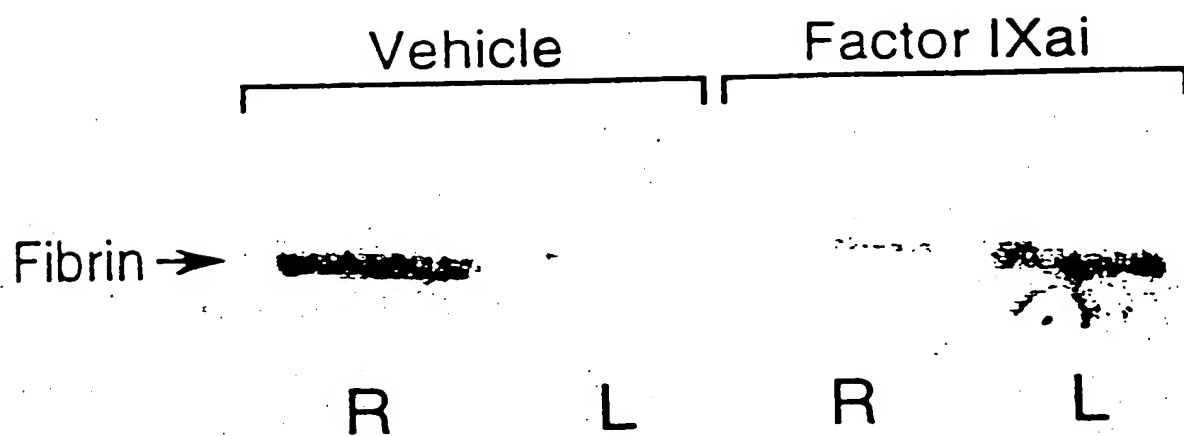 Vehicle Factor IXai
Fibrin →
R L R L